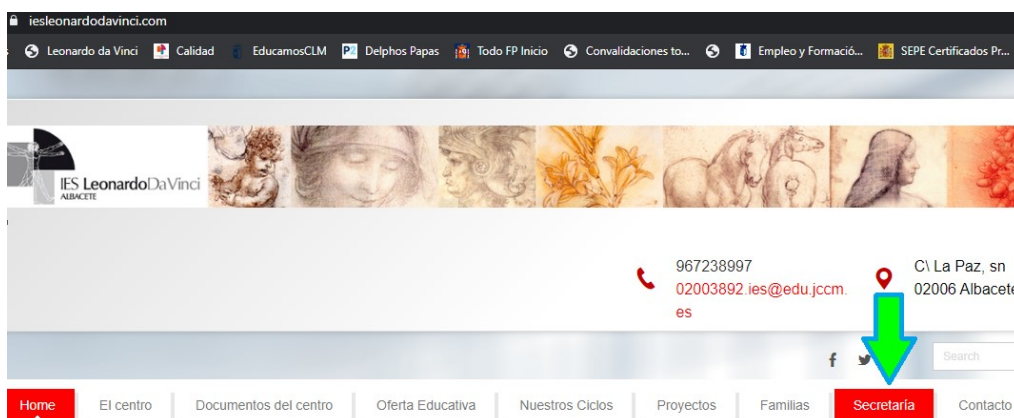 iesleonardodavinci.com
Leonardo da Vinci Calidad EducamosCLM Delphos Papas Todo FP Inicio Convalidaciones to... Empleo y Formació... SEPE Certificados Pr...
IES LeonardoDaVinci
ALBACETE
967238997
02003892.ies@edu.jccm.
es
C\ La Paz, sn
02006 Albacete
Search
Home El centro Documentos del centro Oferta Educativa Nuestros Ciclos Proyectos Familias Secretaría Contacto